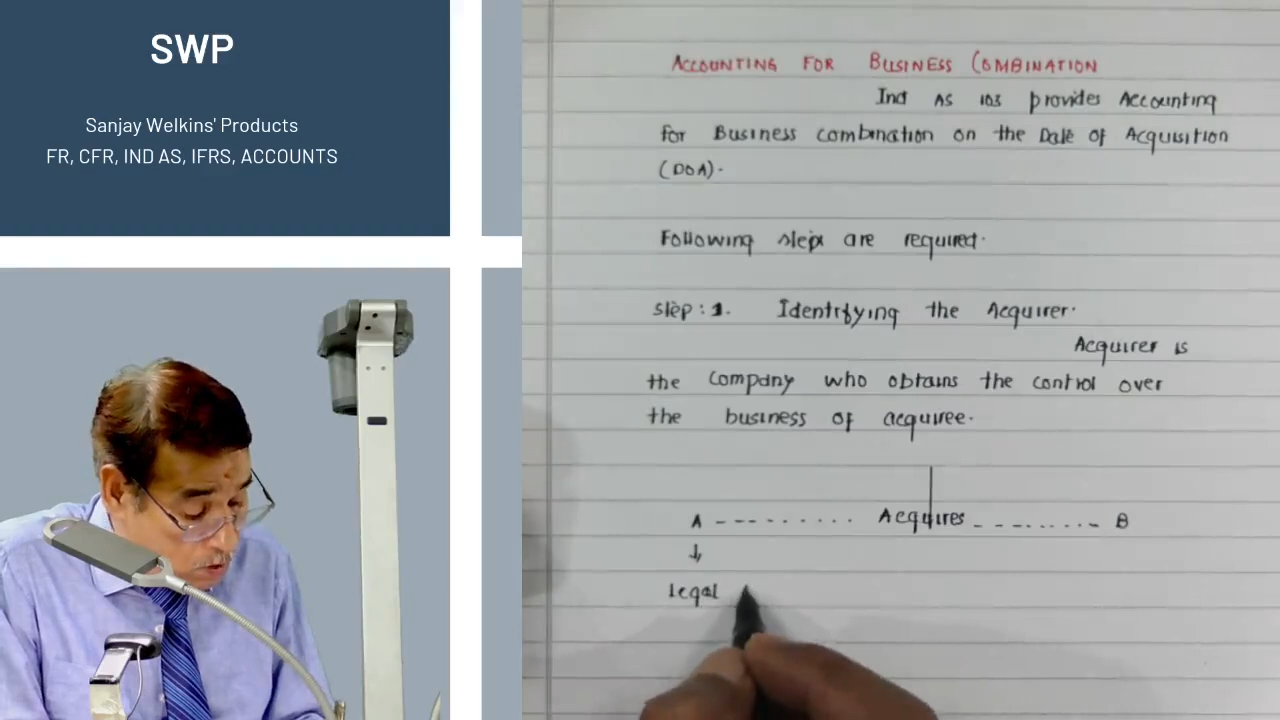 SWP
Sanjay Welkins' Products
FR, CFR, IND AS, IFRS, ACCOUNTS
ACCOUNTING FOR BUSINESS COMBINATION
Ind AS 103 provides Accounting
for Business combination on the Date of Acquisition
(DOA).
Following steps are required.
Step : 1. Identifying the Acquirer.
Acquirer is
the company who obtains the control over
the business of acquiree.
A ---------- Acquires ---------- B
↓
Legal